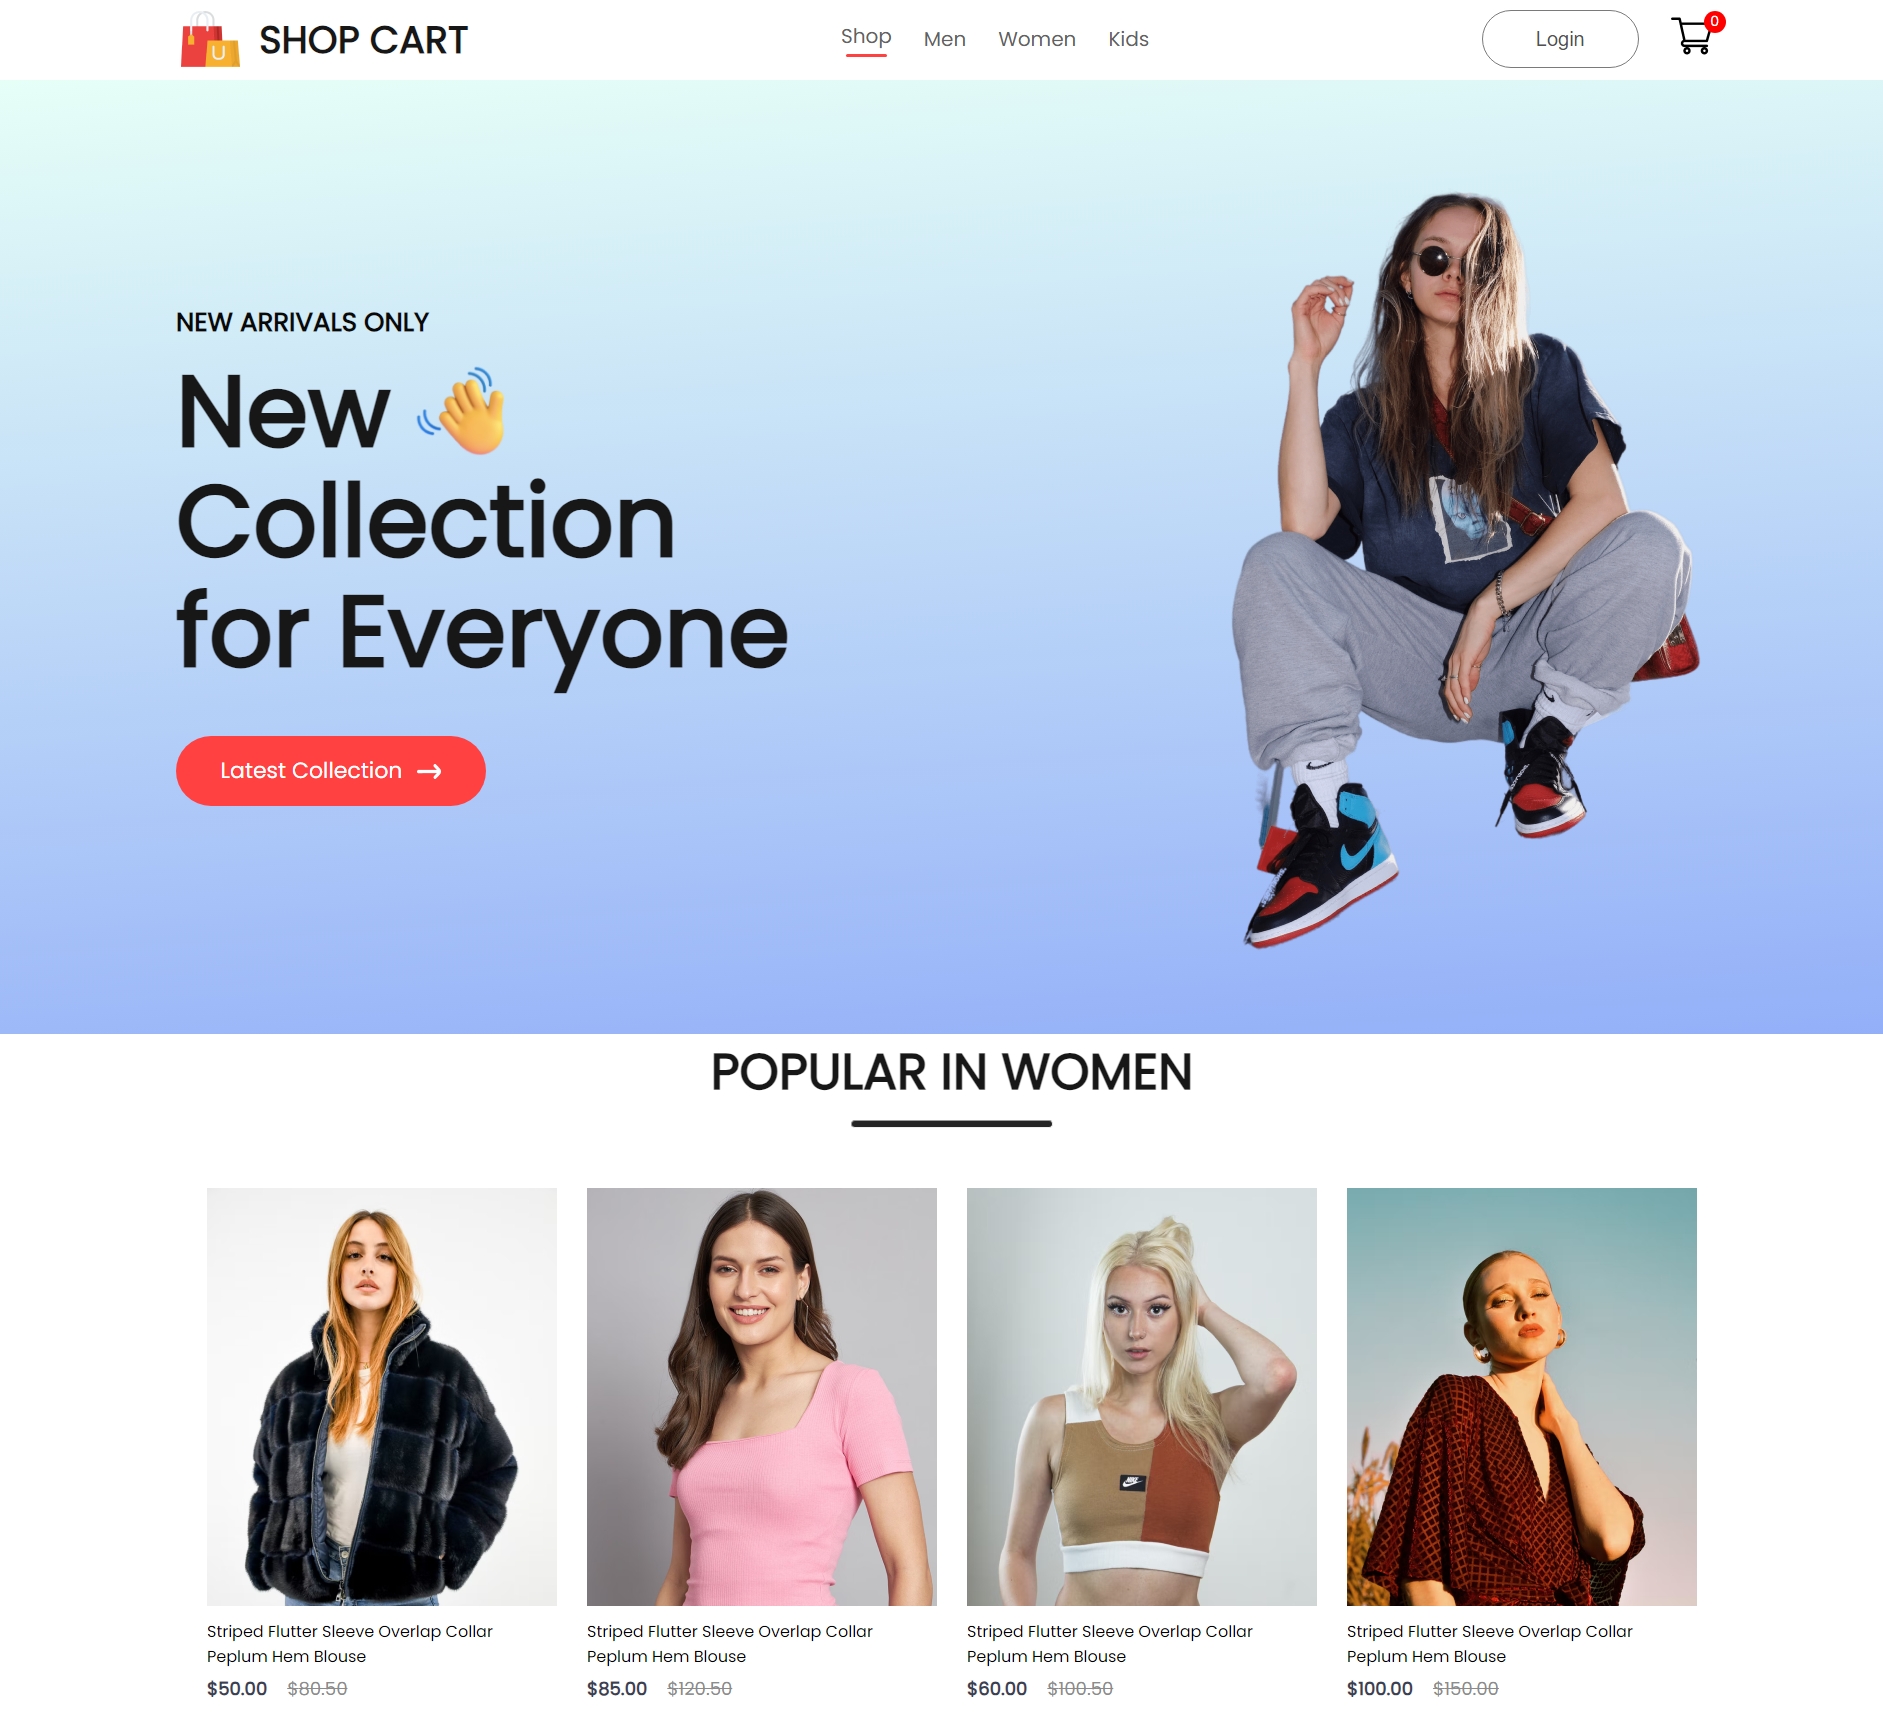 SHOP CART
Shop Men Women Kids
Login
0
NEW ARRIVALS ONLY
New 👋
Collection
for Everyone
Latest Collection →
POPULAR IN WOMEN
Striped Flutter Sleeve Overlap Collar
Peplum Hem Blouse
$50.00 $80.50
Striped Flutter Sleeve Overlap Collar
Peplum Hem Blouse
$85.00 $120.50
NIKE
Striped Flutter Sleeve Overlap Collar
Peplum Hem Blouse
$60.00 $100.50
Striped Flutter Sleeve Overlap Collar
Peplum Hem Blouse
$100.00 $150.00